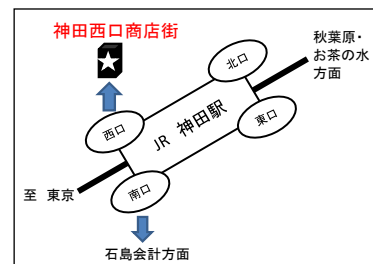 神田西口商店街
秋葉原・
お茶の水
方面
北口
西口
JR 神田駅
東口
南口
至 東京
石島会計方面